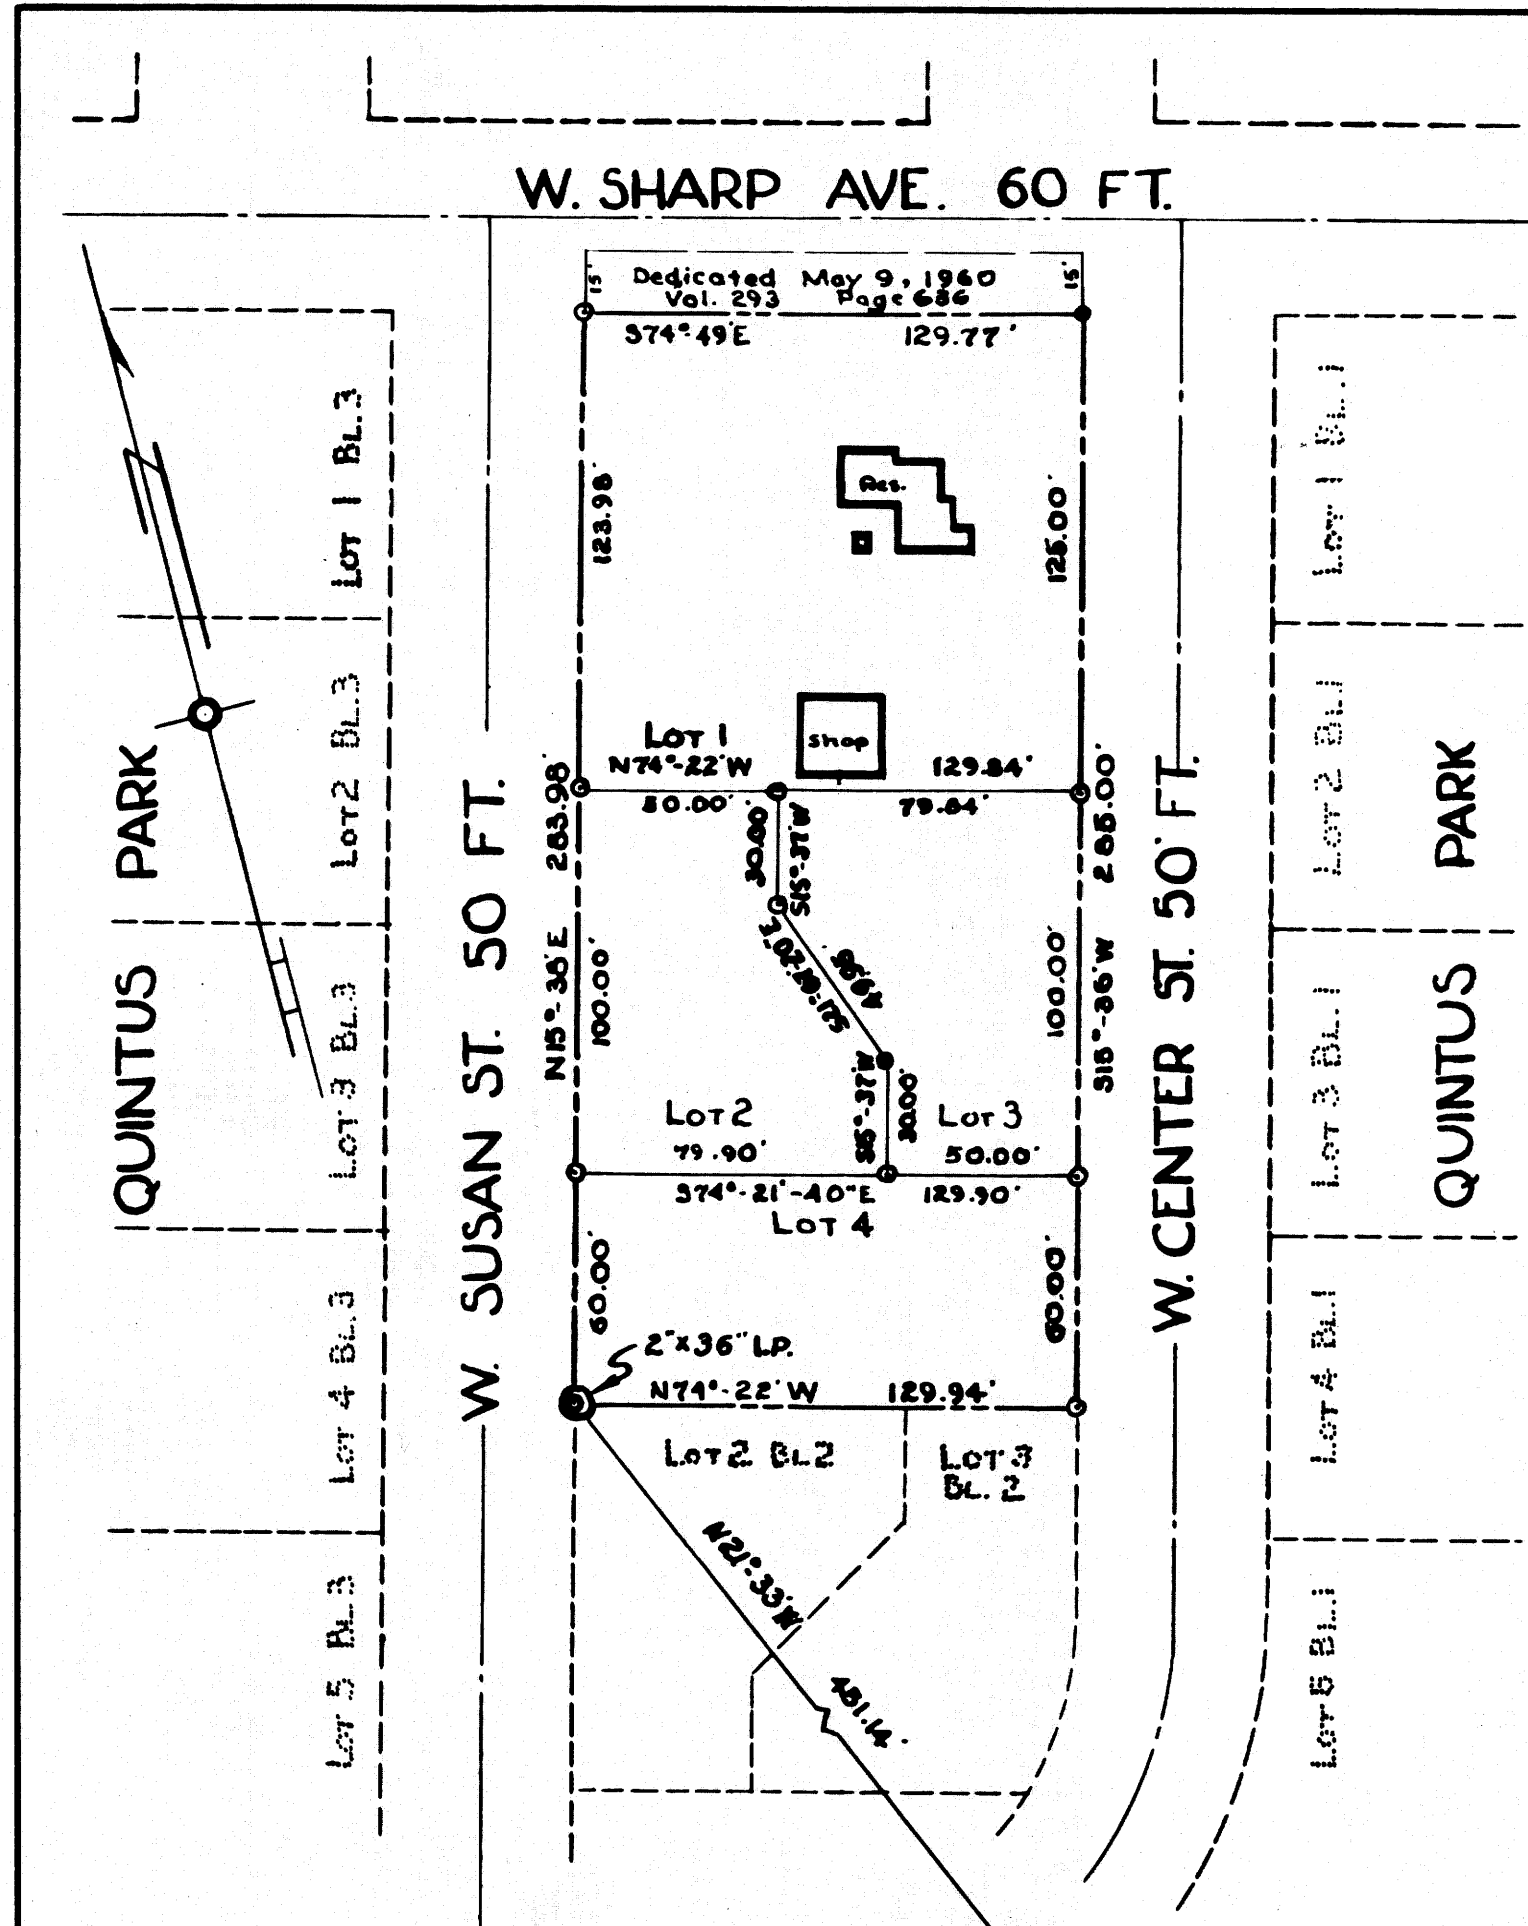 W. SHARP AVE. 60 FT.
15'
Dedicated May 9, 1960
15'
Vol. 293 Page 686
S74°-49'E 129.77'
LOT 1 BL.3
123.98'
Res.
125.00'
LOT 1 BL.1
LOT 2 BL.3
LOT 1
Shop
N74°-22'W 129.84'
50.00' 79.84'
LOT 2 BL.1
QUINTUS PARK
W. SUSAN ST. 50 FT.
N15°-38'E 283.98'
30.00'
S15°-37'W
S15°-36'W 285.00'
W. CENTER ST. 50' FT.
QUINTUS PARK
LOT 3 BL.3
100.00'
49.96'
100.00'
LOT 3 BL.1
S15°-37'W
30.00'
LOT 2
LOT 3
79.90'
50.00'
S74°-21'-40"E 129.90'
LOT 4
60.00'
60.00'
LOT 4 BL.3
LOT 4 BL.1
2"X36" I.P.
N74°-22'W 129.94'
LOT 2 BL.2
LOT 3
BL. 2
N21°-33'W
451.14'
LOT 5 BL.3
LOT 5 BL.1